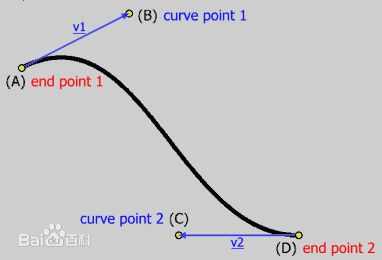 (B) curve point 1
v1
(A) end point 1
curve point 2 (C)
v2
(D) end point 2
Bai百科